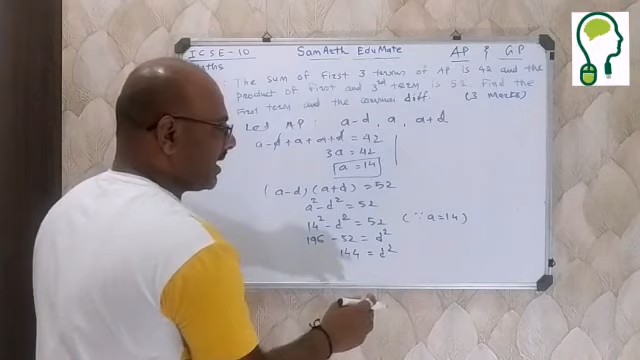 ICSE-10 SamArth EduMate AP & GP
Maths
: The sum of first 3 terms of AP is 42 and the
product of first and 3rd term is 52. Find the
First term and the common diff. (3 Marks)
Let AP : a-d, a, a+d
a-d+a+a+d = 42
3a = 42
a = 14
(a-d)(a+d) = 52
a² - d² = 52
14² - d² = 52 (∵ a=14)
196 - 52 = d²
144 = d²